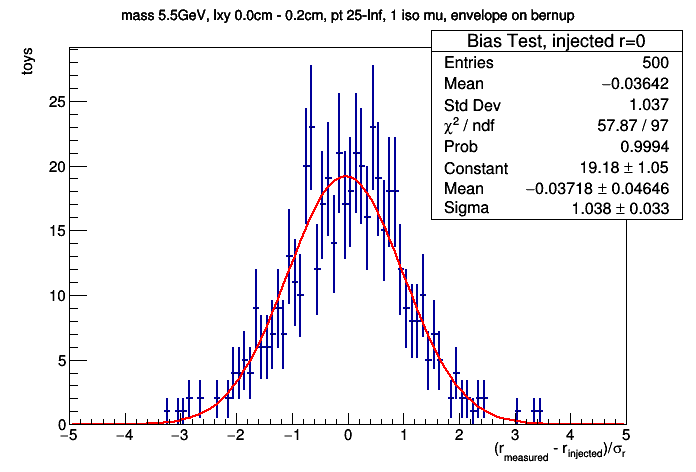 mass 5.5GeV, lxy 0.0cm - 0.2cm, pt 25-Inf, 1 iso mu, envelope on bernup
Bias Test, injected r=0
Entries 500
Mean −0.03642
Std Dev 1.037
χ² / ndf 57.87 / 97
Prob 0.9994
Constant 19.18 ± 1.05
Mean −0.03718 ± 0.04646
Sigma 1.038 ± 0.033
toys
25
20
15
10
5
0
−5 −4 −3 −2 −1 0 1 2 3 4 5
(r_measured - r_injected)/σ_r